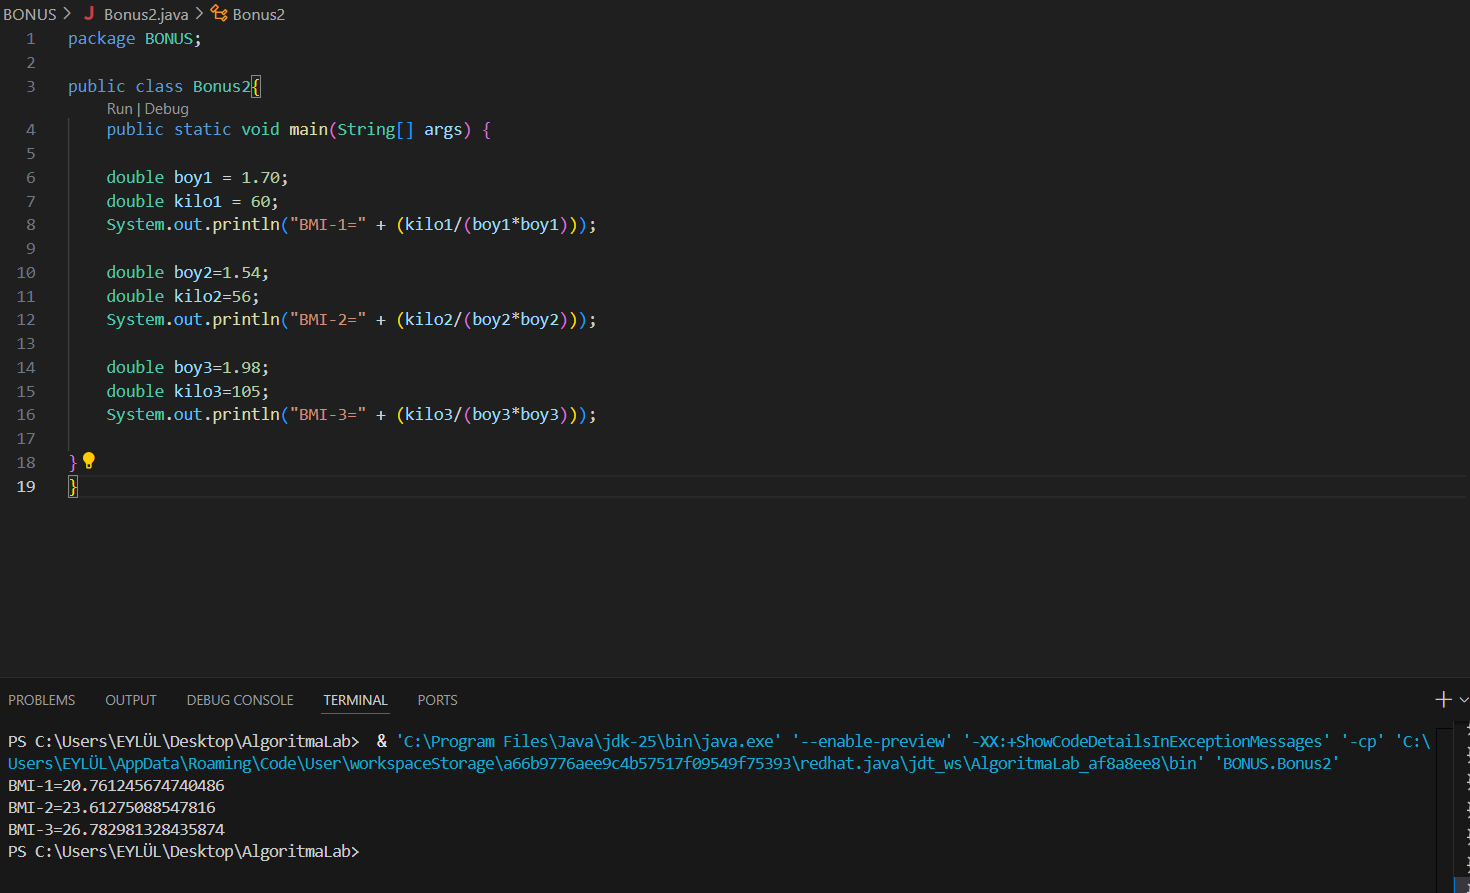 BONUS > J Bonus2.java > Bonus2
1 package BONUS;
2
3 public class Bonus2{
Run | Debug
4 public static void main(String[] args) {
5
6 double boy1 = 1.70;
7 double kilo1 = 60;
8 System.out.println("BMI-1=" + (kilo1/(boy1*boy1)));
9
10 double boy2=1.54;
11 double kilo2=56;
12 System.out.println("BMI-2=" + (kilo2/(boy2*boy2)));
13
14 double boy3=1.98;
15 double kilo3=105;
16 System.out.println("BMI-3=" + (kilo3/(boy3*boy3)));
17
18 }
19 }
PROBLEMS OUTPUT DEBUG CONSOLE TERMINAL PORTS
PS C:\Users\EYLÜL\Desktop\AlgoritmaLab> & 'C:\Program Files\Java\jdk-25\bin\java.exe' '--enable-preview' '-XX:+ShowCodeDetailsInExceptionMessages' '-cp' 'C:\
Users\EYLÜL\AppData\Roaming\Code\User\workspaceStorage\a66b9776aee9c4b57517f09549f75393\redhat.java\jdt_ws\AlgoritmaLab_af8a8ee8\bin' 'BONUS.Bonus2'
BMI-1=20.761245674740486
BMI-2=23.61275088547816
BMI-3=26.782981328435874
PS C:\Users\EYLÜL\Desktop\AlgoritmaLab>